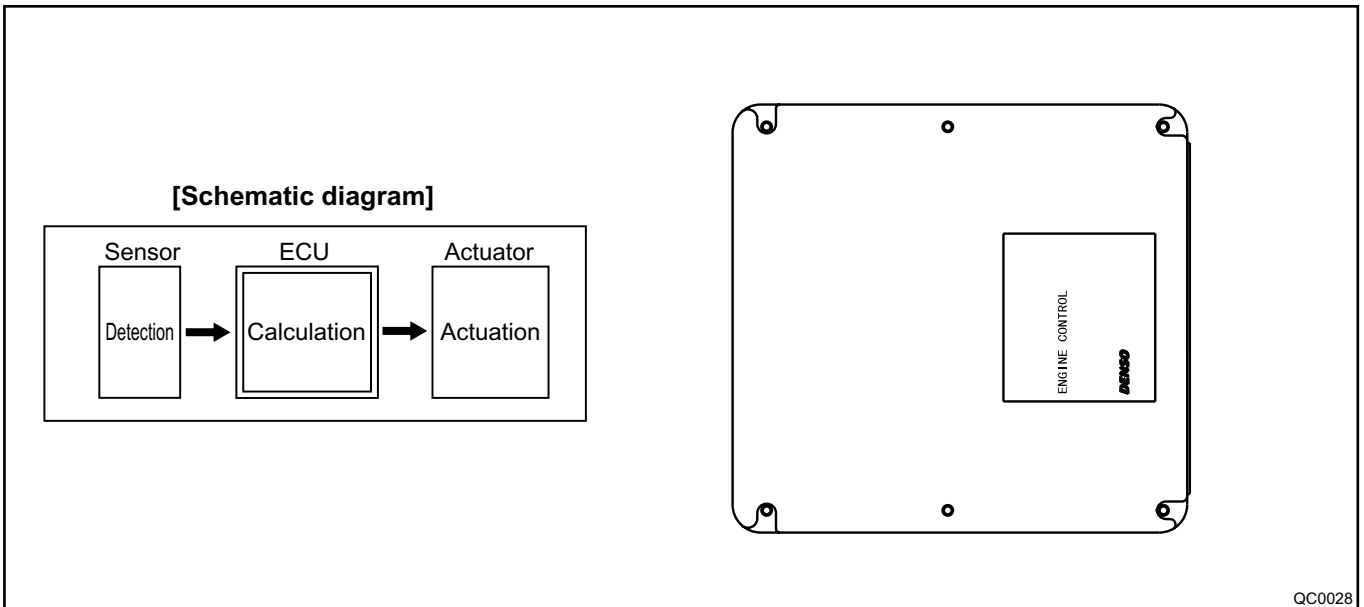 [Schematic diagram]
Sensor ECU Actuator
Detection Calculation Actuation
ENGINE CONTROL
DENSO
QC0028